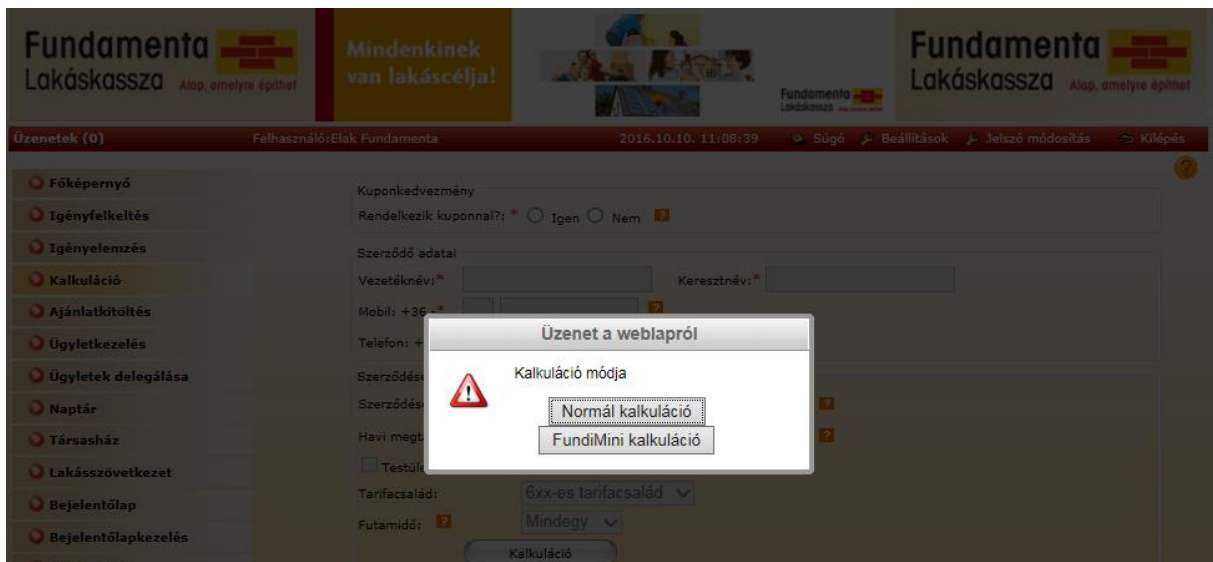 Fundamenta
Lakáskassza Alap, amelyre építhet
Mindenkinek
van lakáscélja!
Fundamenta
Lakáskassza
Fundamenta
Lakáskassza Alap, amelyre építhet
Üzenetek (0) Felhasználó:Elak Fundamenta 2016.10.10. 11:08:39 Súgó Beállítások Jelszó módosítás Kilépés
?
Főképernyő
Igényfelkeltés
Igényelemzés
Kalkuláció
Ajánlatkitöltés
Ügyletkezelés
Ügyletek delegálása
Naptár
Társasház
Lakásszövetkezet
Bejelentőlap
Bejelentőlapkezelés
Kuponkedvezmény
Rendelkezik kuponnal?: * Igen Nem ?
Szerződő adatai
Vezetéknév:* Keresztnév:*
Mobil: +36 -* ?
Telefon: +
Szerződése
Szerződés ?
Havi megt ?
Testüle
Tarifacsalád: 6xx-es tarifacsalád
Futamidő: ? Mindegy
Kalkuláció
Üzenet a weblapról
Kalkuláció módja
Normál kalkuláció
FundiMini kalkuláció